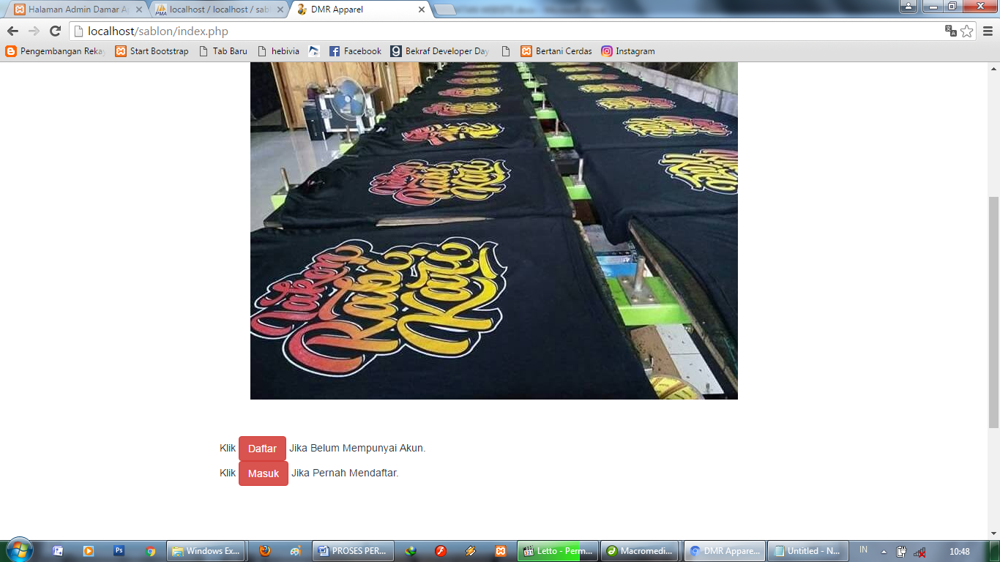 Halaman Admin Damar A
localhost / localhost / sab
DMR Apparel
localhost/sablon/index.php
Pengembangan Reka
Start Bootstrap
Tab Baru
hebivia
Facebook
Bekraf Developer Day
Bertani Cerdas
Instagram
Klik Daftar Jika Belum Mempunyai Akun.
Klik Masuk Jika Pernah Mendaftar.
Windows Ex...
PROSES PER...
Letto - Perm...
Macromedi...
DMR Appare...
Untitled - N...
IN
10:48